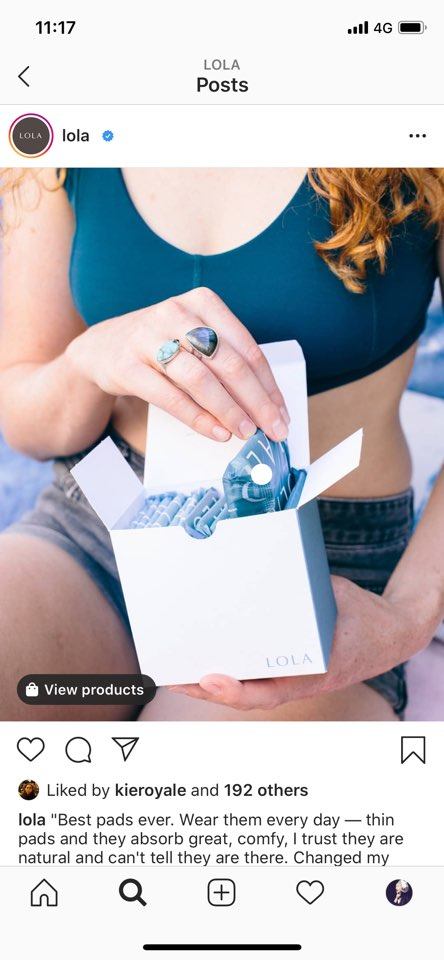 11:17
4G
LOLA
Posts
LOLA
lola
LOLA
View products
Liked by kieroyale and 192 others
lola "Best pads ever. Wear them every day — thin
pads and they absorb great, comfy, I trust they are
natural and can't tell they are there. Changed my